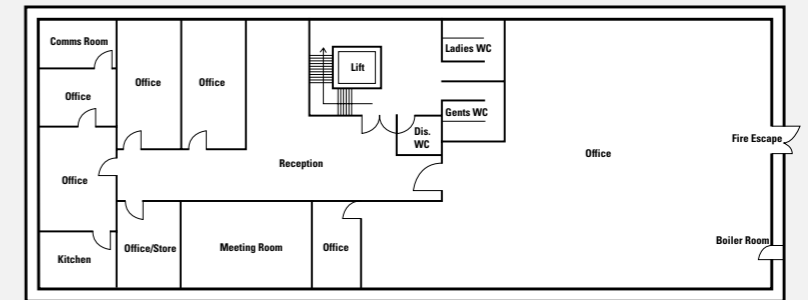 Comms Room
Ladies WC
Lift
Office
Office
Office
Gents WC
Dis.
WC
Fire Escape
Office
Reception
Office
Boiler Room
Office/Store
Meeting Room
Office
Kitchen